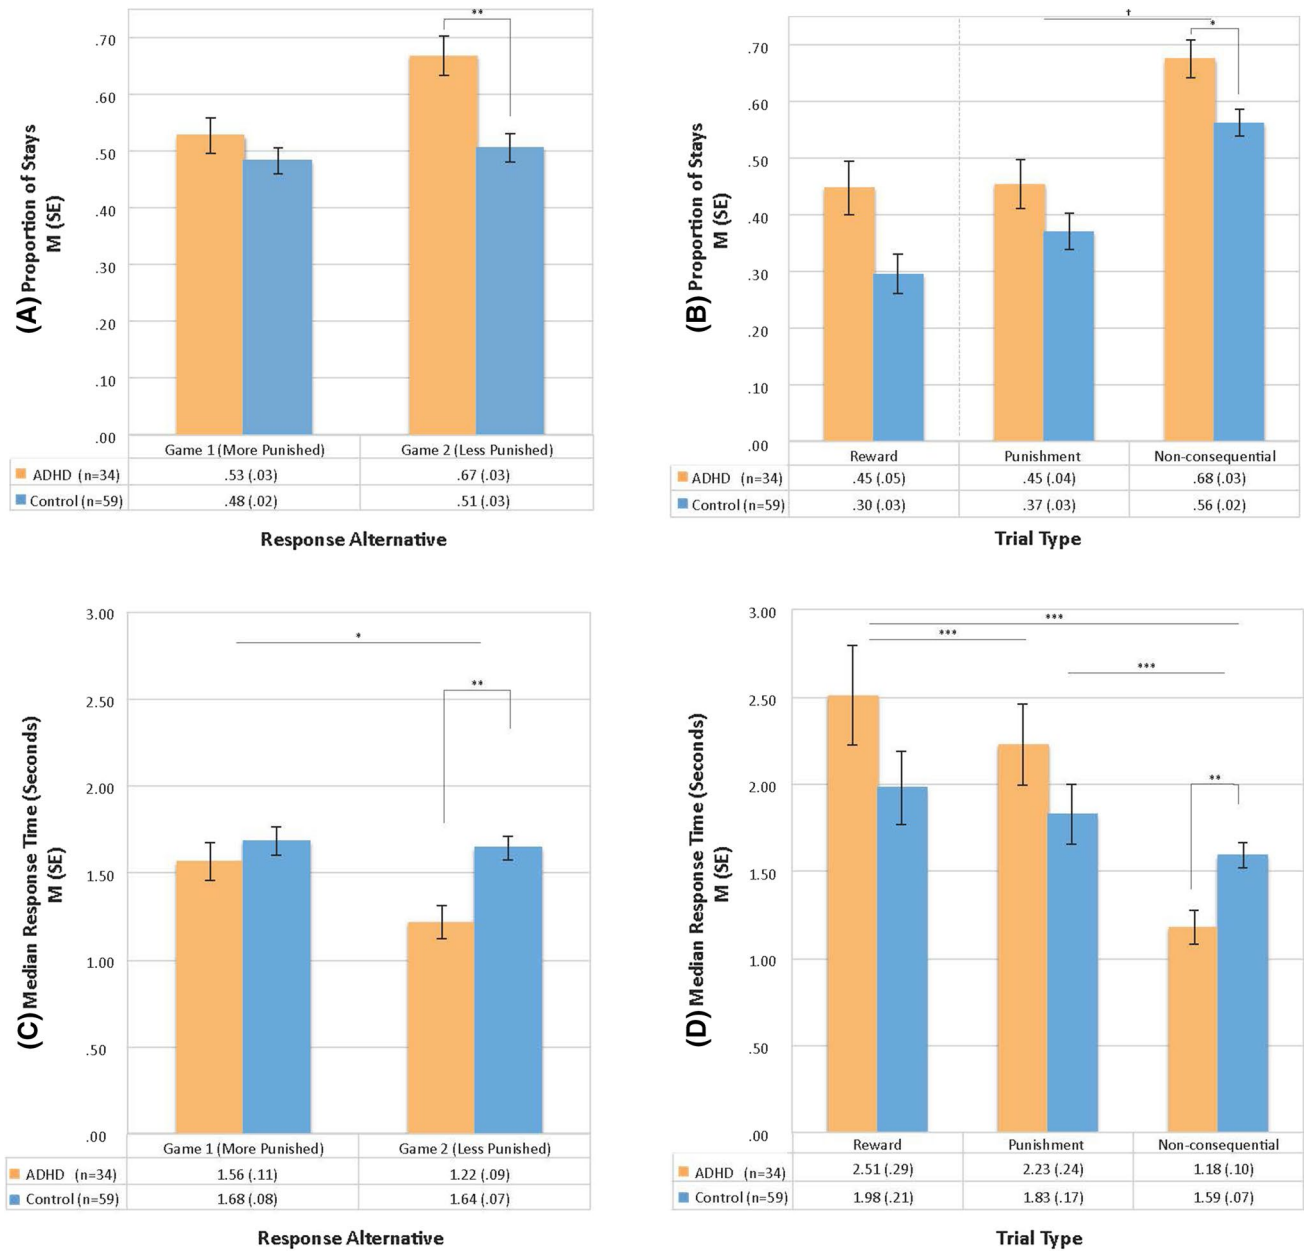 (A) Proportion of Stays
M (SE)
.70
.60
.50
.40
.30
.20
.10
.00
**
Game 1 (More Punished) Game 2 (Less Punished)
ADHD (n=34) .53 (.03) .67 (.03)
Control (n=59) .48 (.02) .51 (.03)
Response Alternative
(B) Proportion of Stays
M (SE)
.70
.60
.50
.40
.30
.20
.10
.00
†
*
Reward Punishment Non-consequential
ADHD (n=34) .45 (.05) .45 (.04) .68 (.03)
Control (n=59) .30 (.03) .37 (.03) .56 (.02)
Trial Type
(C) Median Response Time (Seconds)
M (SE)
3.00
2.50
2.00
1.50
1.00
.50
.00
*
**
Game 1 (More Punished) Game 2 (Less Punished)
ADHD (n=34) 1.56 (.11) 1.22 (.09)
Control (n=59) 1.68 (.08) 1.64 (.07)
Response Alternative
(D) Median Response Time (Seconds)
M (SE)
3.00
2.50
2.00
1.50
1.00
.50
.00
***
***
***
**
Reward Punishment Non-consequential
ADHD (n=34) 2.51 (.29) 2.23 (.24) 1.18 (.10)
Control (n=59) 1.98 (.21) 1.83 (.17) 1.59 (.07)
Trial Type